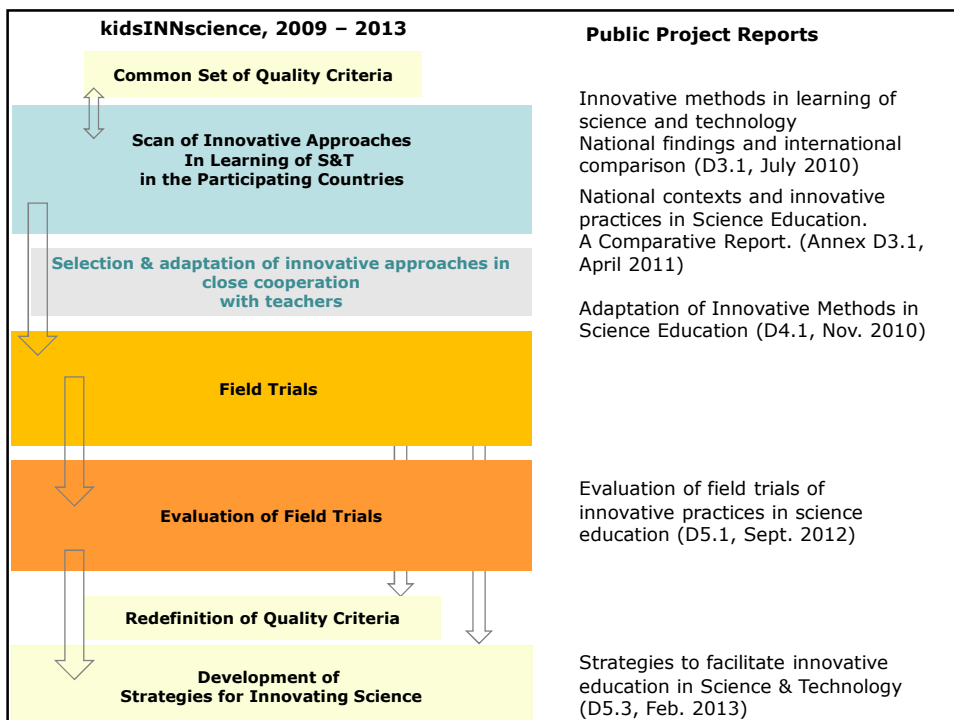 kidsINNscience, 2009 – 2013
Common Set of Quality Criteria
Scan of Innovative Approaches
In Learning of S&T
in the Participating Countries
Selection & adaptation of innovative approaches in
close cooperation
with teachers
Field Trials
Evaluation of Field Trials
Redefinition of Quality Criteria
Development of
Strategies for Innovating Science
Public Project Reports
Innovative methods in learning of
science and technology
National findings and international
comparison (D3.1, July 2010)
National contexts and innovative
practices in Science Education.
A Comparative Report. (Annex D3.1,
April 2011)
Adaptation of Innovative Methods in
Science Education (D4.1, Nov. 2010)
Evaluation of field trials of
innovative practices in science
education (D5.1, Sept. 2012)
Strategies to facilitate innovative
education in Science & Technology
(D5.3, Feb. 2013)